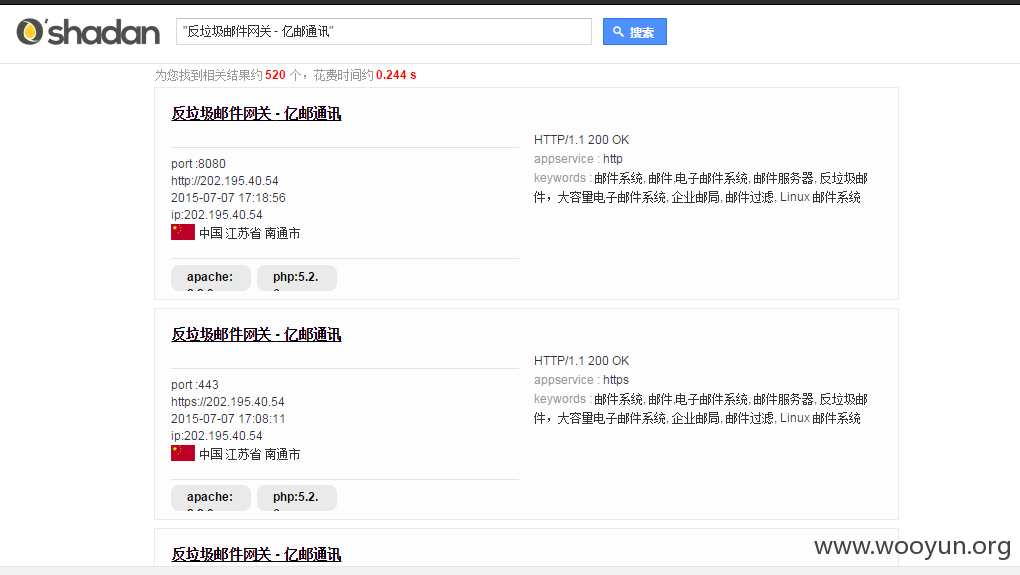 O'shadan
"反垃圾邮件网关 - 亿邮通讯"
搜索
为您找到相关结果约 520 个，花费时间约 0.244 s
反垃圾邮件网关 - 亿邮通讯
port :8080
http://202.195.40.54
2015-07-07 17:18:56
ip:202.195.40.54
中国 江苏省 南通市
apache:
php:5.2.
HTTP/1.1 200 OK
appservice : http
keywords : 邮件系统, 邮件,电子邮件系统, 邮件服务器, 反垃圾邮
件，大容量电子邮件系统, 企业邮局, 邮件过滤, Linux 邮件系统
反垃圾邮件网关 - 亿邮通讯
port :443
https://202.195.40.54
2015-07-07 17:08:11
ip:202.195.40.54
中国 江苏省 南通市
apache:
php:5.2.
HTTP/1.1 200 OK
appservice : https
keywords : 邮件系统, 邮件,电子邮件系统, 邮件服务器, 反垃圾邮
件，大容量电子邮件系统, 企业邮局, 邮件过滤, Linux 邮件系统
反垃圾邮件网关 - 亿邮通讯
www.wooyun.org